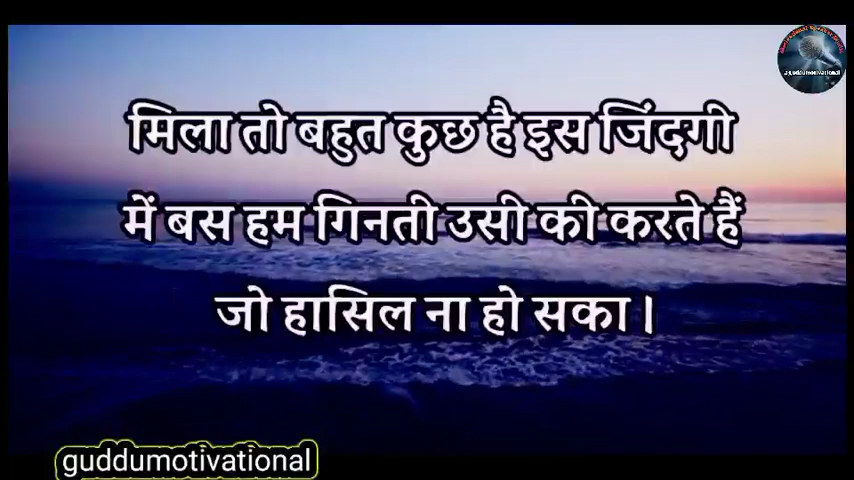 मिला तो बहुत कुछ है इस जिंदगी
में बस हम गिनती उसी की करते हैं
जो हासिल ना हो सका।
guddumotivational